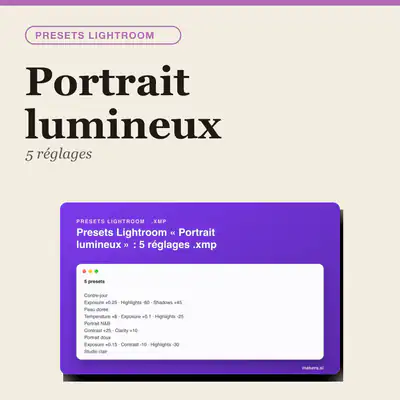 PRESETS LIGHTROOM
Portrait
lumineux
5 réglages
PRESETS LIGHTROOM .XMP
Presets Lightroom « Portrait
lumineux » : 5 réglages .xmp
5 presets
Contre-jour
Exposure +0.25 · Highlights -60 · Shadows +45
Peau dorée
Temperature +8 · Exposure +0.1 · Highlights -25
Portrait N&B
Contrast +25 · Clarity +10
Portrait doux
Exposure +0.15 · Contrast -10 · Highlights -30
Studio clair
makers.ai